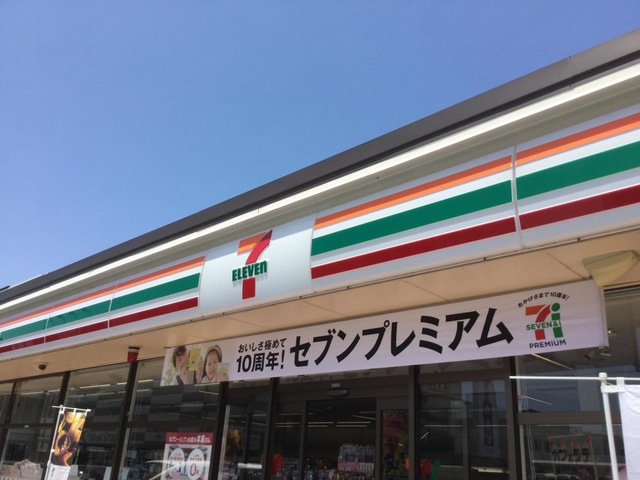 7
ELEVEN
おいしさ極めて
10周年! セブンプレミアム
おかげさまで10周年!
SEVEN&i
PREMIUM